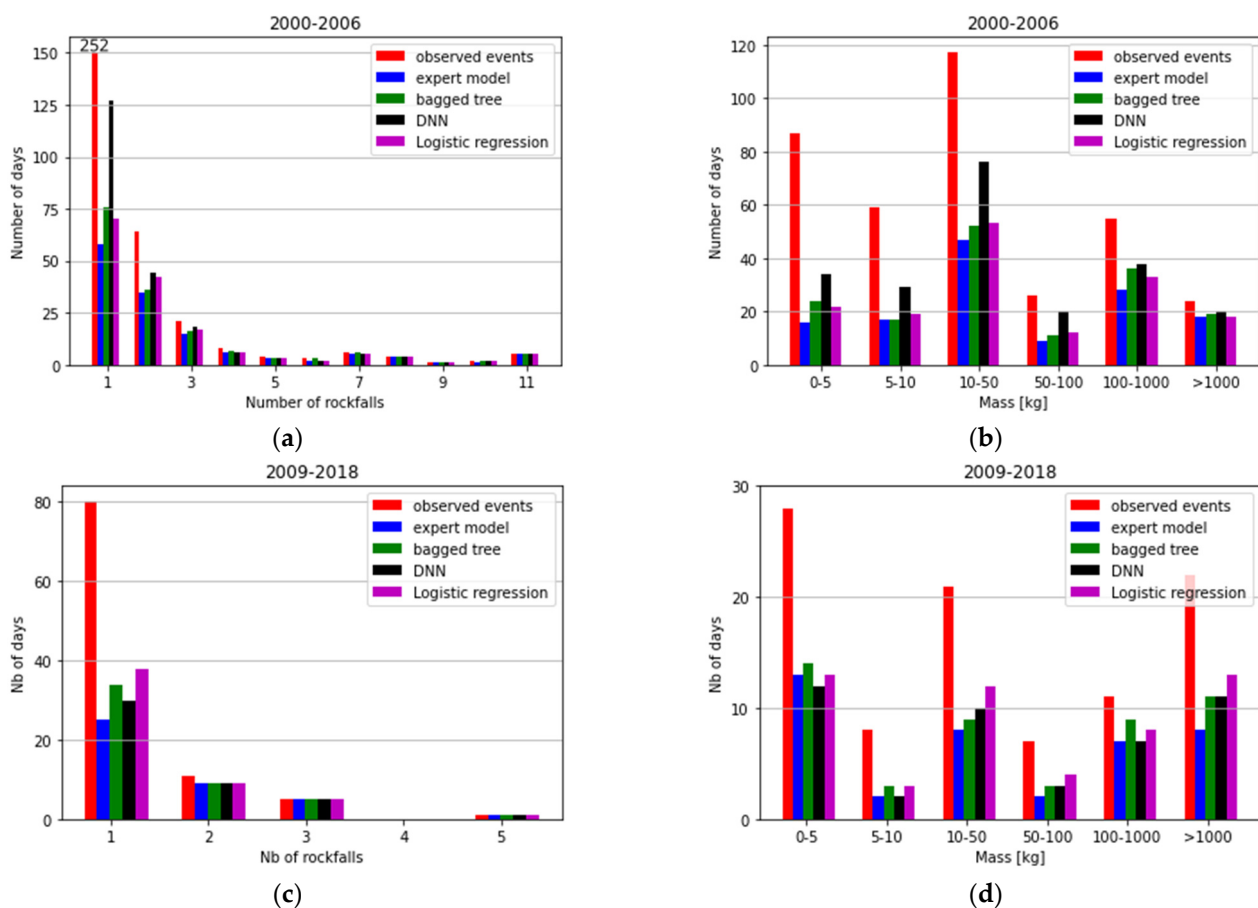 2000-2006
252
150
125
100
75
50
25
0
Number of days
observed events
expert model
bagged tree
DNN
Logistic regression
1
3
5
7
9
11
Number of rockfalls
(a)
2000-2006
120
100
80
60
40
20
0
Number of days
observed events
expert model
bagged tree
DNN
Logistic regression
0-5
5-10
10-50
50-100
100-1000
>1000
Mass [kg]
(b)
2009-2018
80
60
40
20
0
Nb of days
observed events
expert model
bagged tree
DNN
Logistic regression
1
2
3
4
5
Nb of rockfalls
(c)
2009-2018
30
20
10
0
Nb of days
observed events
expert model
bagged tree
DNN
Logistic regression
0-5
5-10
10-50
50-100
100-1000
>1000
Mass [kg]
(d)